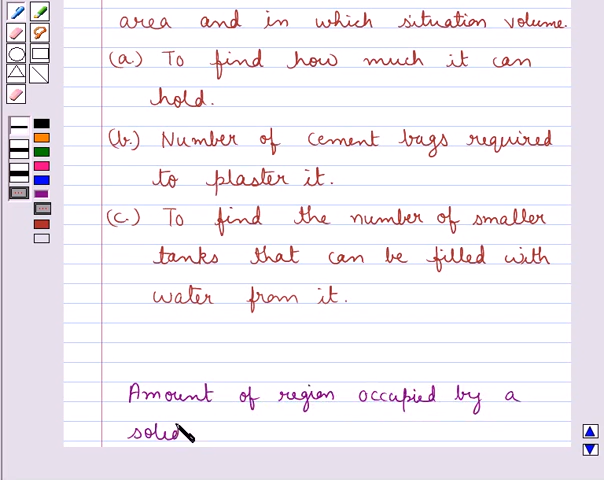 area and in which situation volume.
(a.) To find how much it can
hold.
(b.) Number of cement bags required
to plaster it.
(c.) To find the number of smaller
tanks that can be filled with
water from it.
Amount of region occupied by a
solid